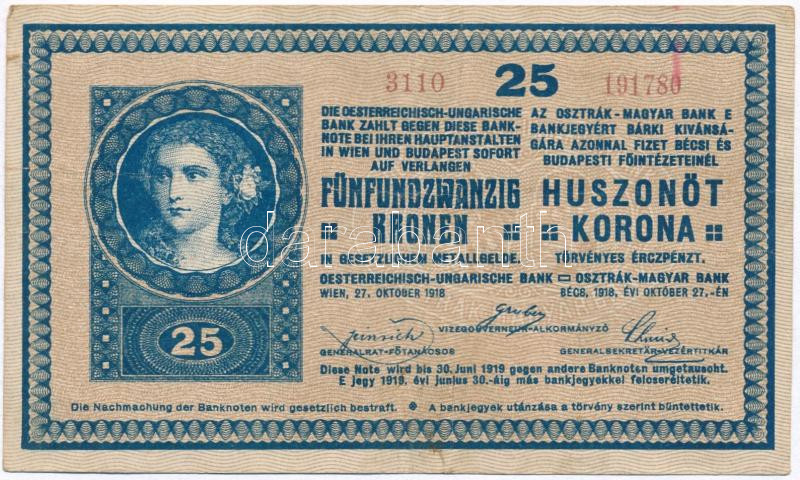 3110 25 191780
DIE OESTERREICHISCH-UNGARISCHE
BANK ZAHLT GEGEN DIESE BANK-
NOTE BEI IHREN HAUPTANSTALTEN
IN WIEN UND BUDAPEST SOFORT
AUF VERLANGEN
FÜNFUNDZWANZIG
KRONEN
IN GESETZLICHEM METALLGELDE.
AZ OSZTRÁK-MAGYAR BANK E
BANKJEGYÉRT BÁRKI KIVÁNSÁ-
GÁRA AZONNAL FIZET BÉCSI ÉS
BUDAPESTI FŐINTÉZETEINÉL
HUSZONÖT
KORONA
TÖRVÉNYES ÉRCZPÉNZT.
OESTERREICHISCH-UNGARISCHE BANK OSZTRÁK-MAGYAR BANK
WIEN, 27. OKTOBER 1918 BÉCS, 1918. ÉVI OKTÓBER 27.-ÉN
25
Gruber
VIZEGOUVERNEUR-ALKORMÁNYZÓ
GENERALRAT-FŐTANÁCSOS GENERALSEKRETÄR-VEZÉRTITKÁR
Diese Note wird bis 30. Juni 1919 gegen andere Banknoten umgetauscht.
E jegy 1919. évi junius 30.-áig más bankjegyekkel felcseréltetik.
Die Nachmachung der Banknoten wird gesetzlich bestraft. A bankjegyek utánzása a törvény szerint büntettetik.
darabanth